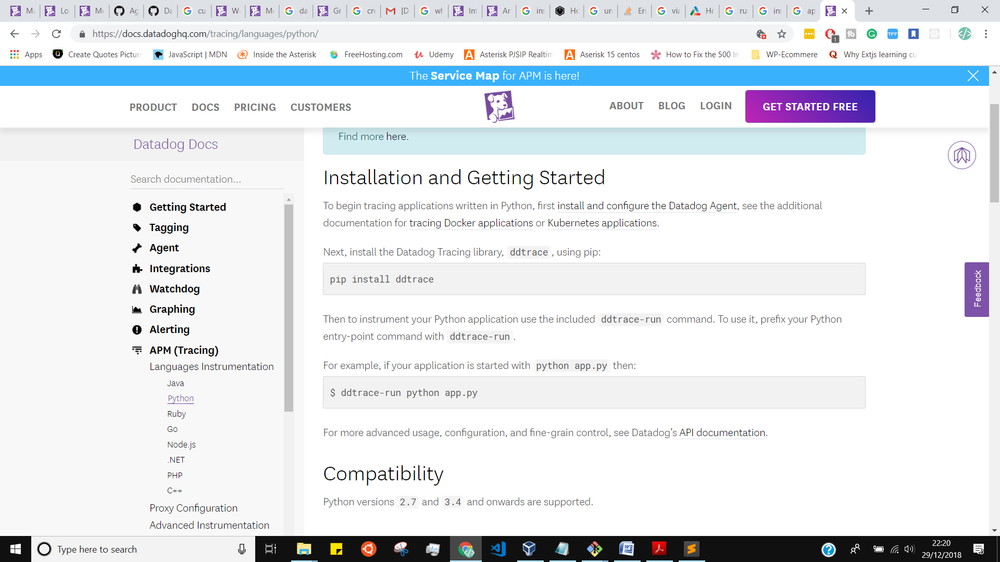 Ma
Lo
Me
Ag
Da
cu
W
Me
da
Gr
cre
[D
wh
Int
An
ins
Ho
un
Err
via
Ho
rur
ins
ap
https://docs.datadoghq.com/tracing/languages/python/
1
Apps
Create Quotes Picture
JavaScript | MDN
Inside the Asterisk
FreeHosting.com
Udemy
Asterisk PJSIP Realtim
Aserisk 15 centos
How to Fix the 500 In
WP-Ecommere
Why Extjs learning cu
The Service Map for APM is here!
PRODUCT
DOCS
PRICING
CUSTOMERS
ABOUT
BLOG
LOGIN
GET STARTED FREE
Datadog Docs
Search documentation...
Getting Started
Tagging
Agent
Integrations
Watchdog
Graphing
Alerting
APM (Tracing)
Languages Instrumentation
Java
Python
Ruby
Go
Node.js
.NET
PHP
C++
Proxy Configuration
Advanced Instrumentation
Find more here.
Installation and Getting Started
To begin tracing applications written in Python, first install and configure the Datadog Agent, see the additional
documentation for tracing Docker applications or Kubernetes applications.
Next, install the Datadog Tracing library, ddtrace , using pip:
pip install ddtrace
Then to instrument your Python application use the included ddtrace-run command. To use it, prefix your Python
entry-point command with ddtrace-run .
For example, if your application is started with python app.py then:
$ ddtrace-run python app.py
For more advanced usage, configuration, and fine-grain control, see Datadog's API documentation.
Compatibility
Python versions 2.7 and 3.4 and onwards are supported.
Feedback
Type here to search
22:20
29/12/2018